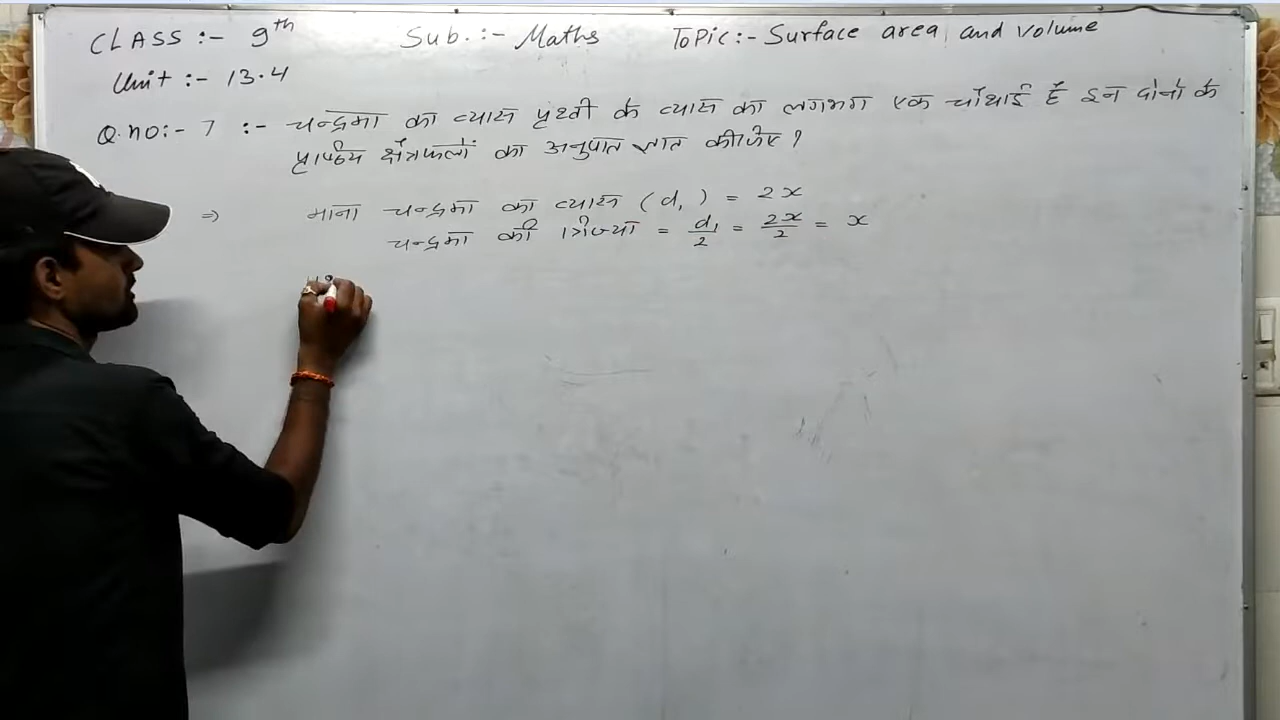 CLASS :- 9th Sub. :- Maths Topic :- Surface area and volume
Unit :- 13.4
Q.no:- 7 :- चन्द्रमा का व्यास पृथ्वी के व्यास का लगभग एक चौथाई है इन दोनो के
पृष्ठीय क्षेत्रफलों का अनुपात ज्ञात कीजिए ?
⇒ माना चन्द्रमा का व्यास (d₁) = 2x
चन्द्रमा की त्रिज्या = d₁/2 = 2x/2 = x